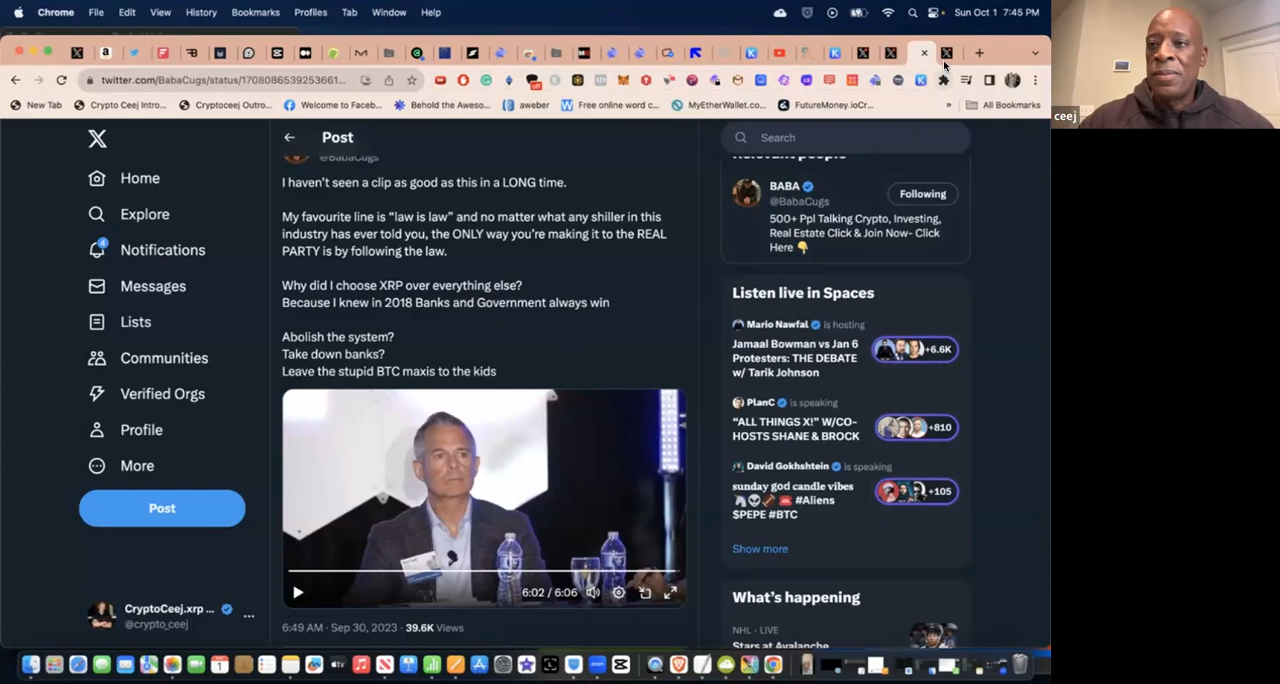 Chrome File Edit View History Bookmarks Profiles Tab Window Help
Sun Oct 1 7:45 PM
twitter.com/BabaCugs/status/1708086539253661...
New Tab Crypto Ceej Intro... Cryptoceej Outro... Welcome to Faceb... Behold the Aweso... aweber Free online word c... MyEtherWallet.co... FutureMoney.ioCr... » All Bookmarks
ceej
Home
Explore
4
Notifications
Messages
Lists
Communities
Verified Orgs
Profile
More
Post
CryptoCeej.xrp ...
@crypto_ceej
Post
@BabaCugs
I haven't seen a clip as good as this in a LONG time.
My favourite line is "law is law" and no matter what any shiller in this
industry has ever told you, the ONLY way you're making it to the REAL
PARTY is by following the law.
Why did I choose XRP over everything else?
Because I knew in 2018 Banks and Government always win
Abolish the system?
Take down banks?
Leave the stupid BTC maxis to the kids
6:02 / 6:06
6:49 AM · Sep 30, 2023 · 39.6K Views
Search
Relevant people
BABA
@BabaCugs
Following
500+ Ppl Talking Crypto, Investing,
Real Estate Click & Join Now- Click
Here
Listen live in Spaces
Mario Nawfal is hosting
Jamaal Bowman vs Jan 6
Protesters: THE DEBATE
w/ Tarik Johnson
+6.6K
PlanC is speaking
"ALL THINGS X!" W/CO-
HOSTS SHANE & BROCK
+810
David Gokhshtein is speaking
sunday god candle vibes
#Aliens
$PEPE #BTC
+105
Show more
What's happening
NHL · LIVE
Stars at Avalanche